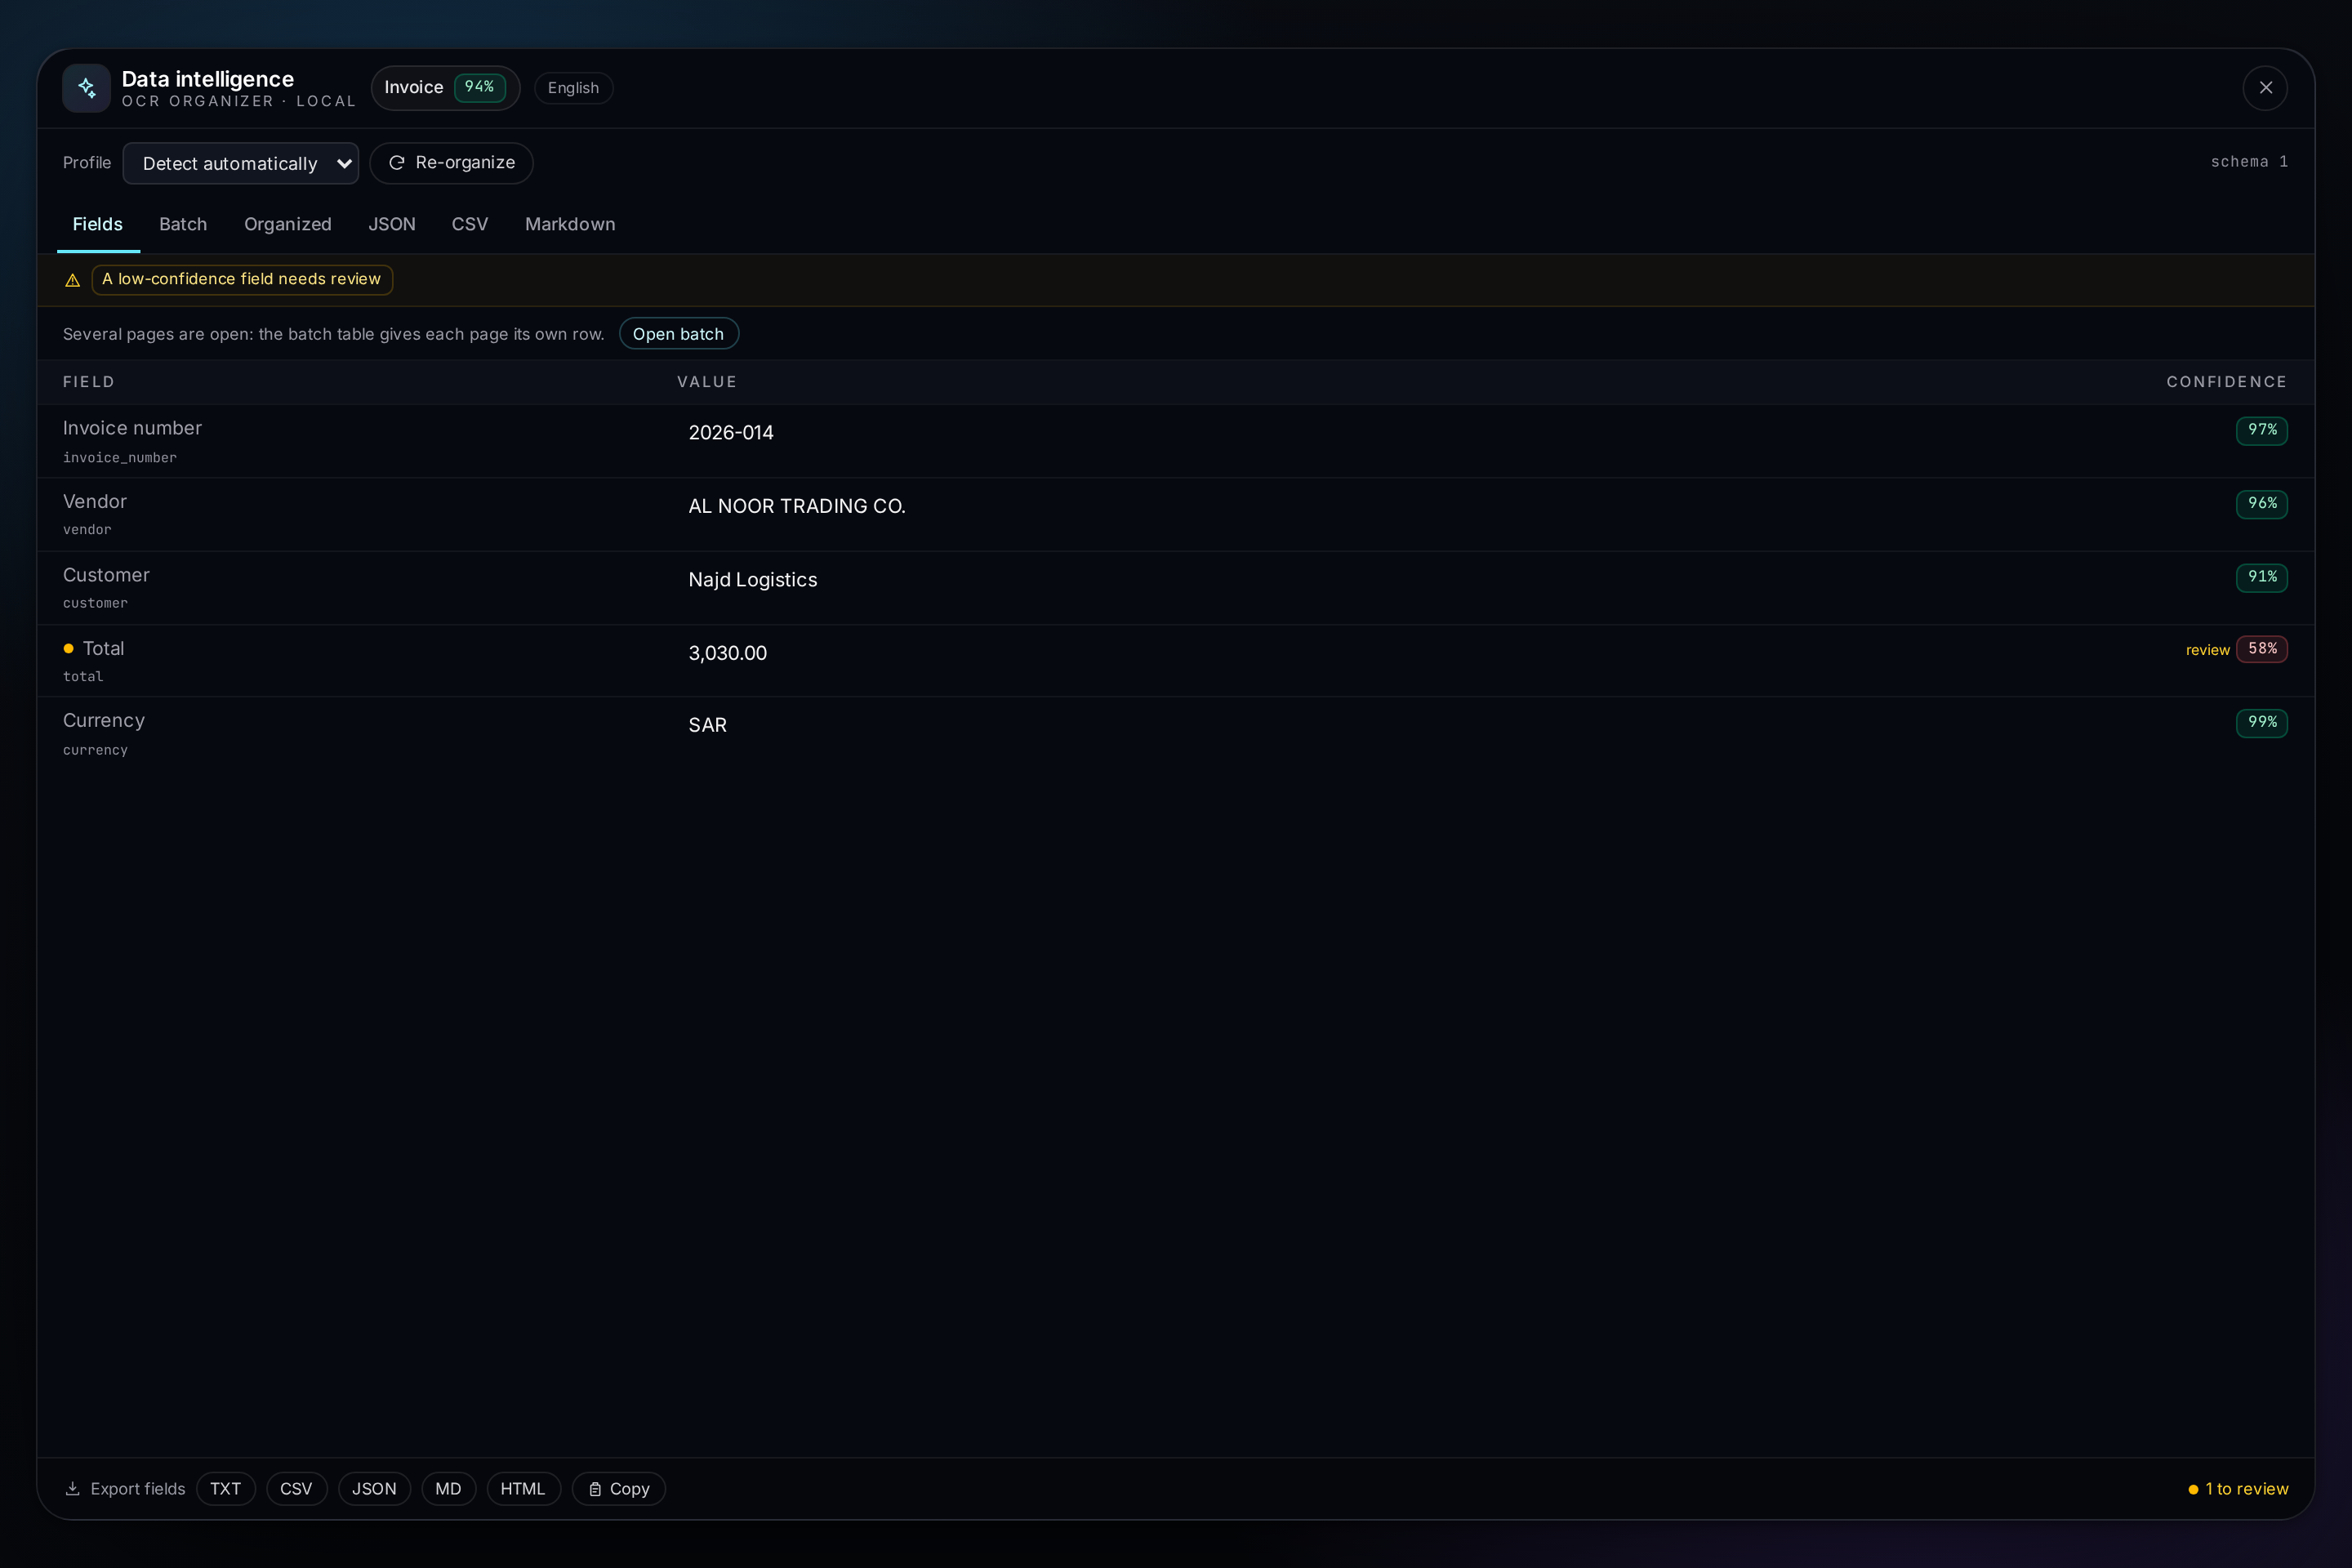 Data intelligence
OCR ORGANIZER · LOCAL
Invoice 94%
English
Profile Detect automatically Re-organize schema 1
Fields Batch Organized JSON CSV Markdown
A low-confidence field needs review
Several pages are open: the batch table gives each page its own row. Open batch
FIELD VALUE CONFIDENCE
Invoice number 2026-014 97%
invoice_number
Vendor AL NOOR TRADING CO. 96%
vendor
Customer Najd Logistics 91%
customer
Total 3,030.00 review 58%
total
Currency SAR 99%
currency
Export fields TXT CSV JSON MD HTML Copy 1 to review